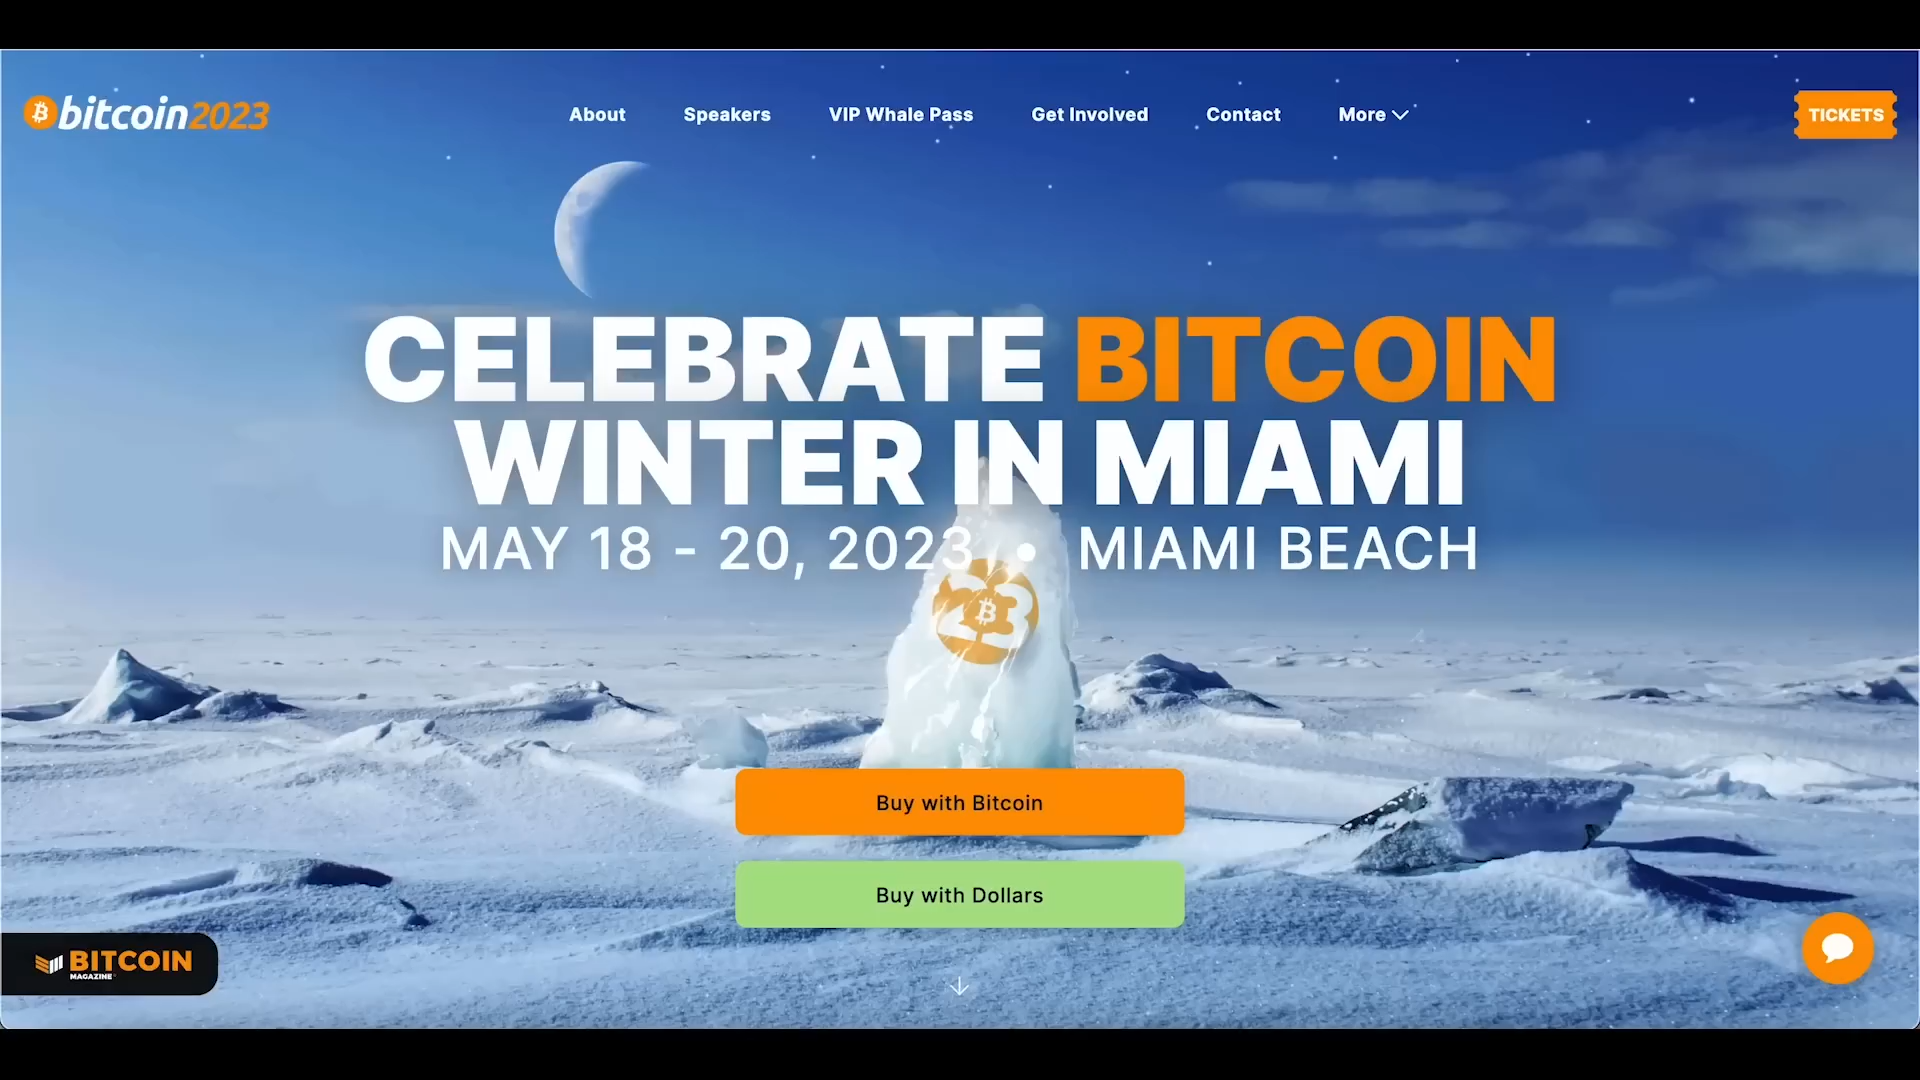 bitcoin2023
About
Speakers
VIP Whale Pass
Get Involved
Contact
More
TICKETS
CELEBRATE BITCOIN
WINTER IN MIAMI
MAY 18 - 20, 2023 • MIAMI BEACH
23
Buy with Bitcoin
Buy with Dollars
BITCOIN
MAGAZINE